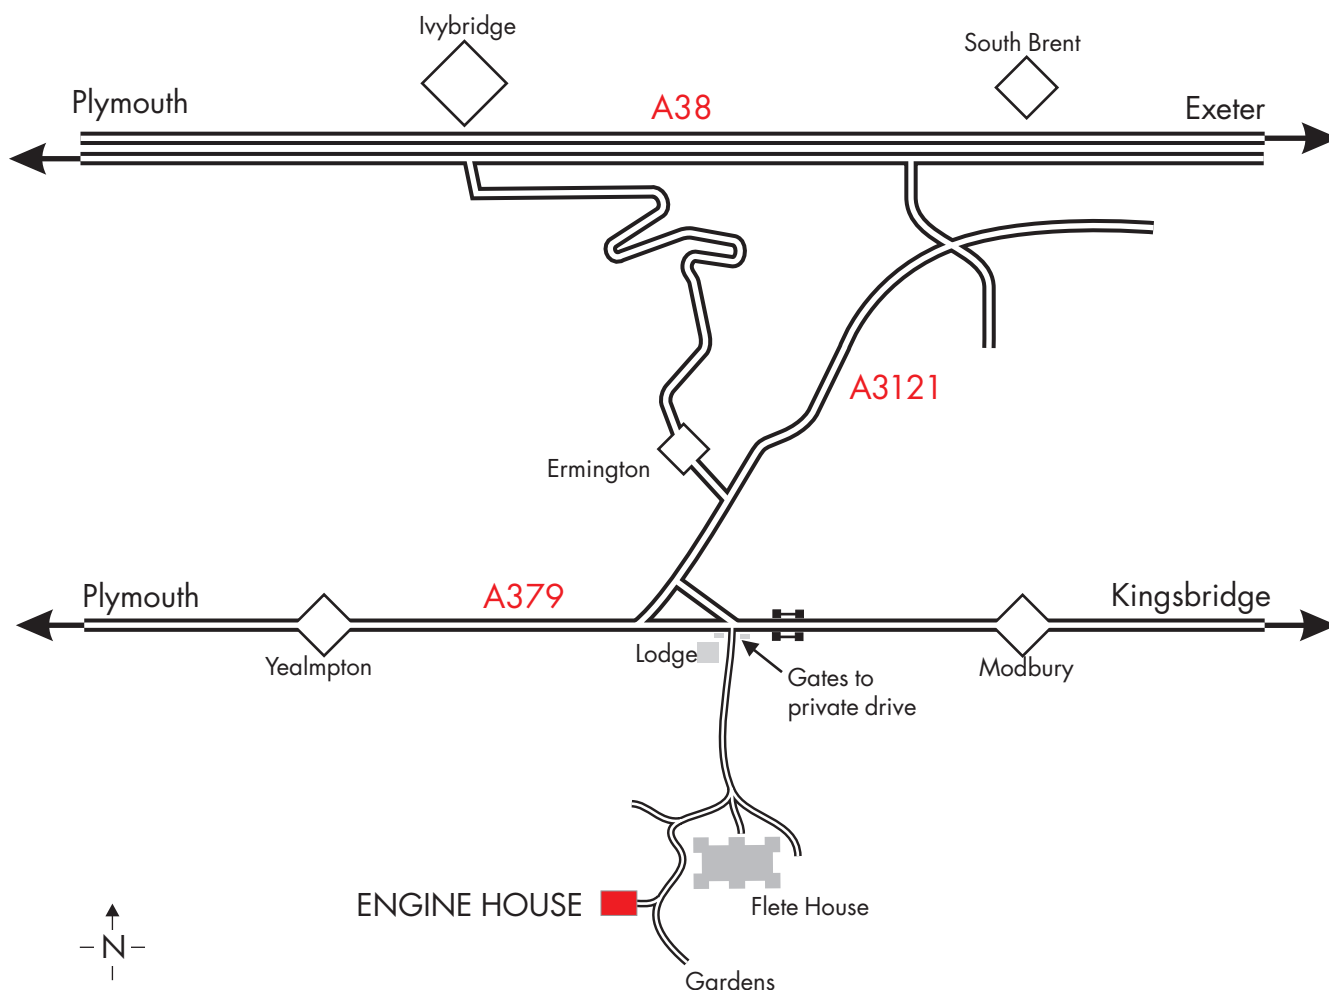 Ivybridge
South Brent
Plymouth
A38
Exeter
A3121
Ermington
Plymouth
A379
Kingsbridge
Yealmpton
Lodge
Modbury
Gates to
private drive
ENGINE HOUSE
Flete House
N
Gardens